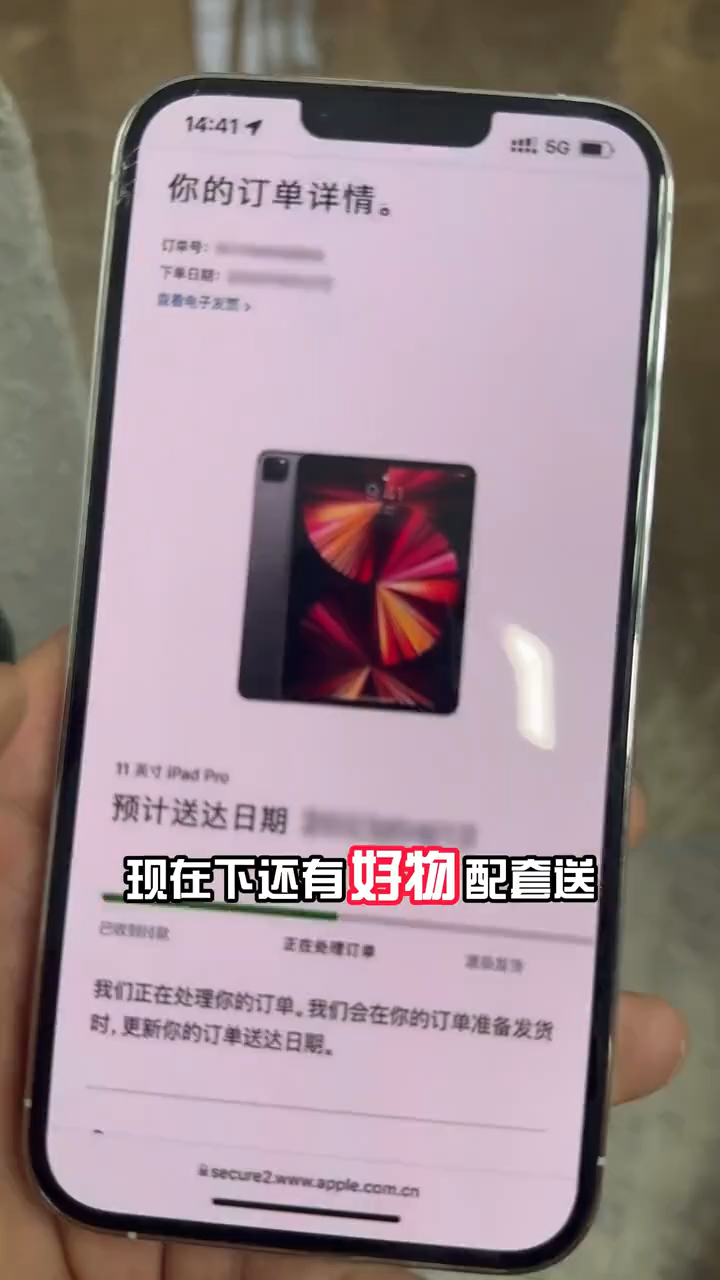 14:41
5G
你的订单详情。
订单号:
下单日期:
查看电子发票 >
9:41
11 英寸 iPad Pro
预计送达日期
现在下还有好物配套送
已收到付款
正在处理订单
准备发货
我们正在处理你的订单。我们会在你的订单准备发货
时,更新你的订单送达日期。
secure2.www.apple.com.cn